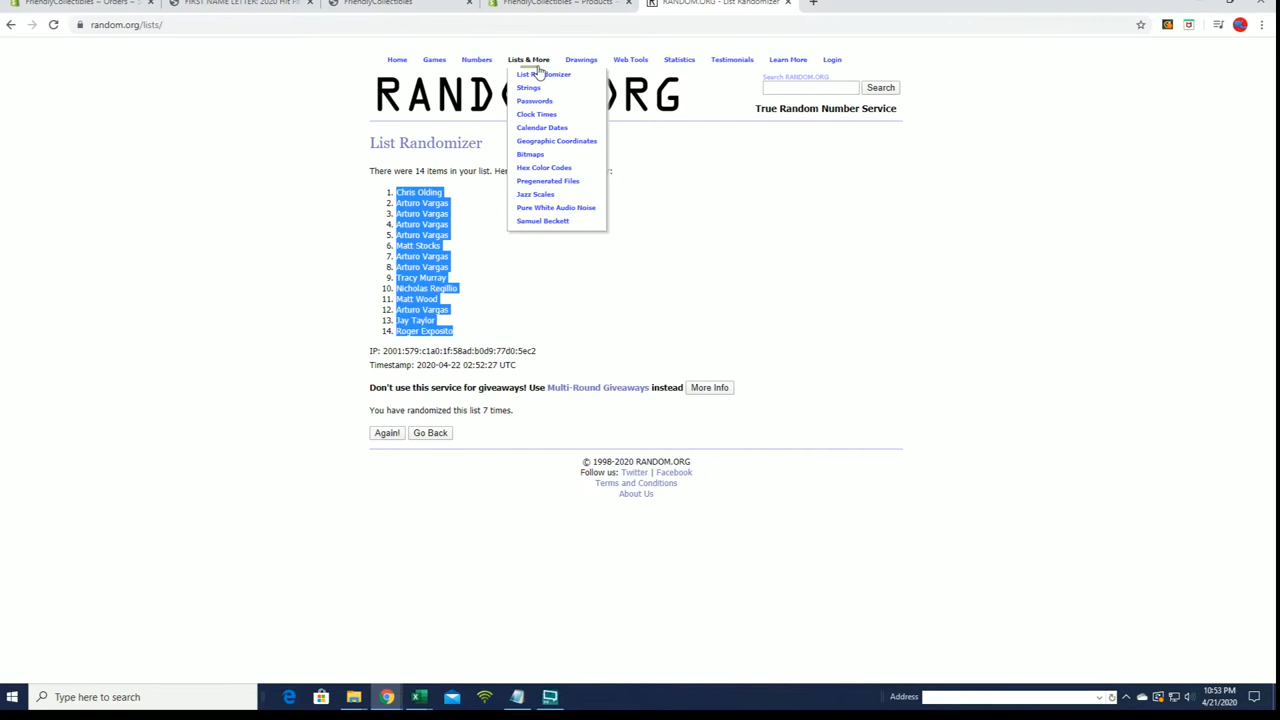 FriendlyCollectibles ~ Orders ~ S
FIRST NAME LETTER: 2020 Hit P
FriendlyCollectibles
FriendlyCollectibles ~ Products ~
RANDOM.ORG - List Randomizer
random.org/lists/
Home Games Numbers Lists & More Drawings Web Tools Statistics Testimonials Learn More Login
Search RANDOM.ORG
Search
True Random Number Service
List Randomizer
Strings
Passwords
Clock Times
Calendar Dates
Geographic Coordinates
Bitmaps
Hex Color Codes
Pregenerated Files
Jazz Scales
Pure White Audio Noise
Samuel Beckett
List Randomizer
There were 14 items in your list. Her
1. Chris Olding
2. Arturo Vargas
3. Arturo Vargas
4. Arturo Vargas
5. Arturo Vargas
6. Matt Stocks
7. Arturo Vargas
8. Arturo Vargas
9. Tracy Murray
10. Nicholas Regillio
11. Matt Wood
12. Arturo Vargas
13. Jay Taylor
14. Roger Exposito
IP: 2001:579:c1a0:1f:58ad:b0d9:77d0:5ec2
Timestamp: 2020-04-22 02:52:27 UTC
Don't use this service for giveaways! Use Multi-Round Giveaways instead More Info
You have randomized this list 7 times.
Again! Go Back
© 1998-2020 RANDOM.ORG
Follow us: Twitter | Facebook
Terms and Conditions
About Us
Type here to search
Address
10:53 PM
4/21/2020